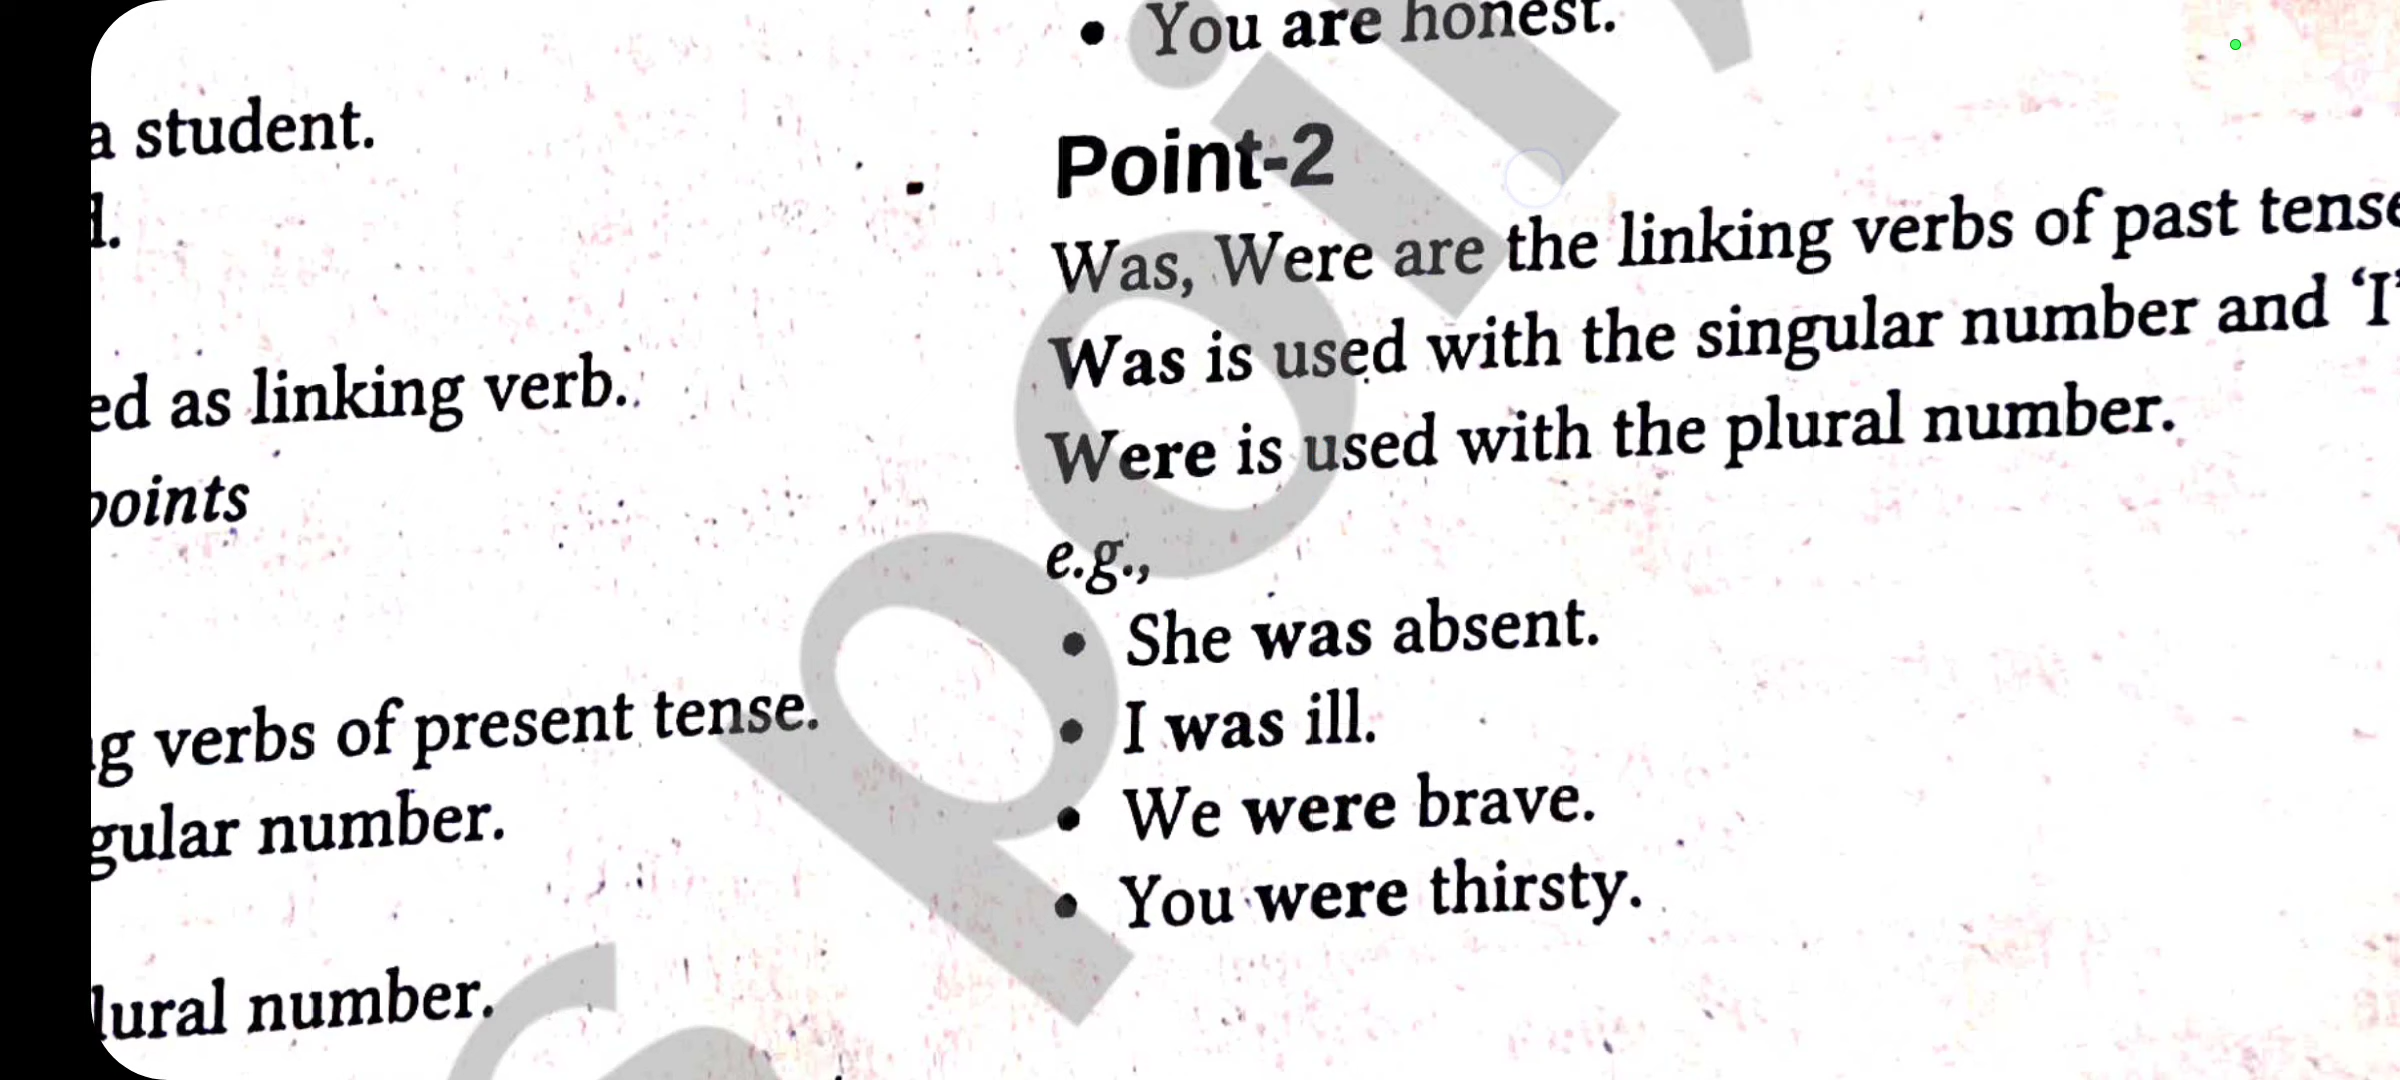 a student.
ed as linking verb.
points
verbs of present tense.
number.
number.
• You are honest.
Point-2
Was, Were are the linking verbs of past tense
Was is used with the singular number and ‘I’
Were is used with the plural number.
e.g.,
• She was absent.
• I was ill.
• We were brave.
• You were thirsty.